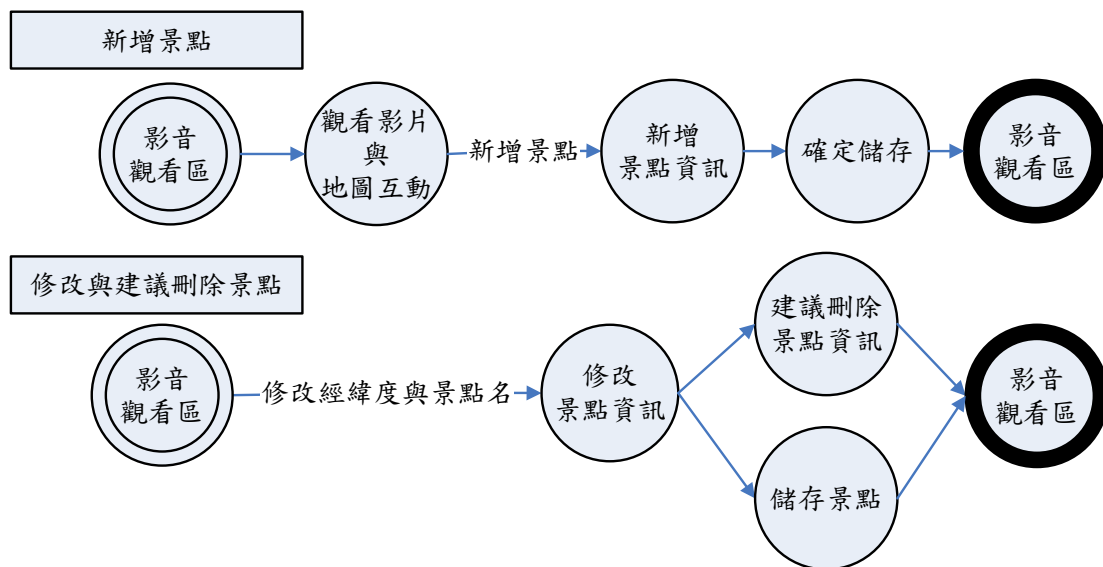 新增景點
影音
觀看區
觀看影片
與
地圖互動
新增景點
新增
景點資訊
確定儲存
影音
觀看區
修改與建議刪除景點
影音
觀看區
修改經緯度與景點名
修改
景點資訊
建議刪除
景點資訊
儲存景點
影音
觀看區